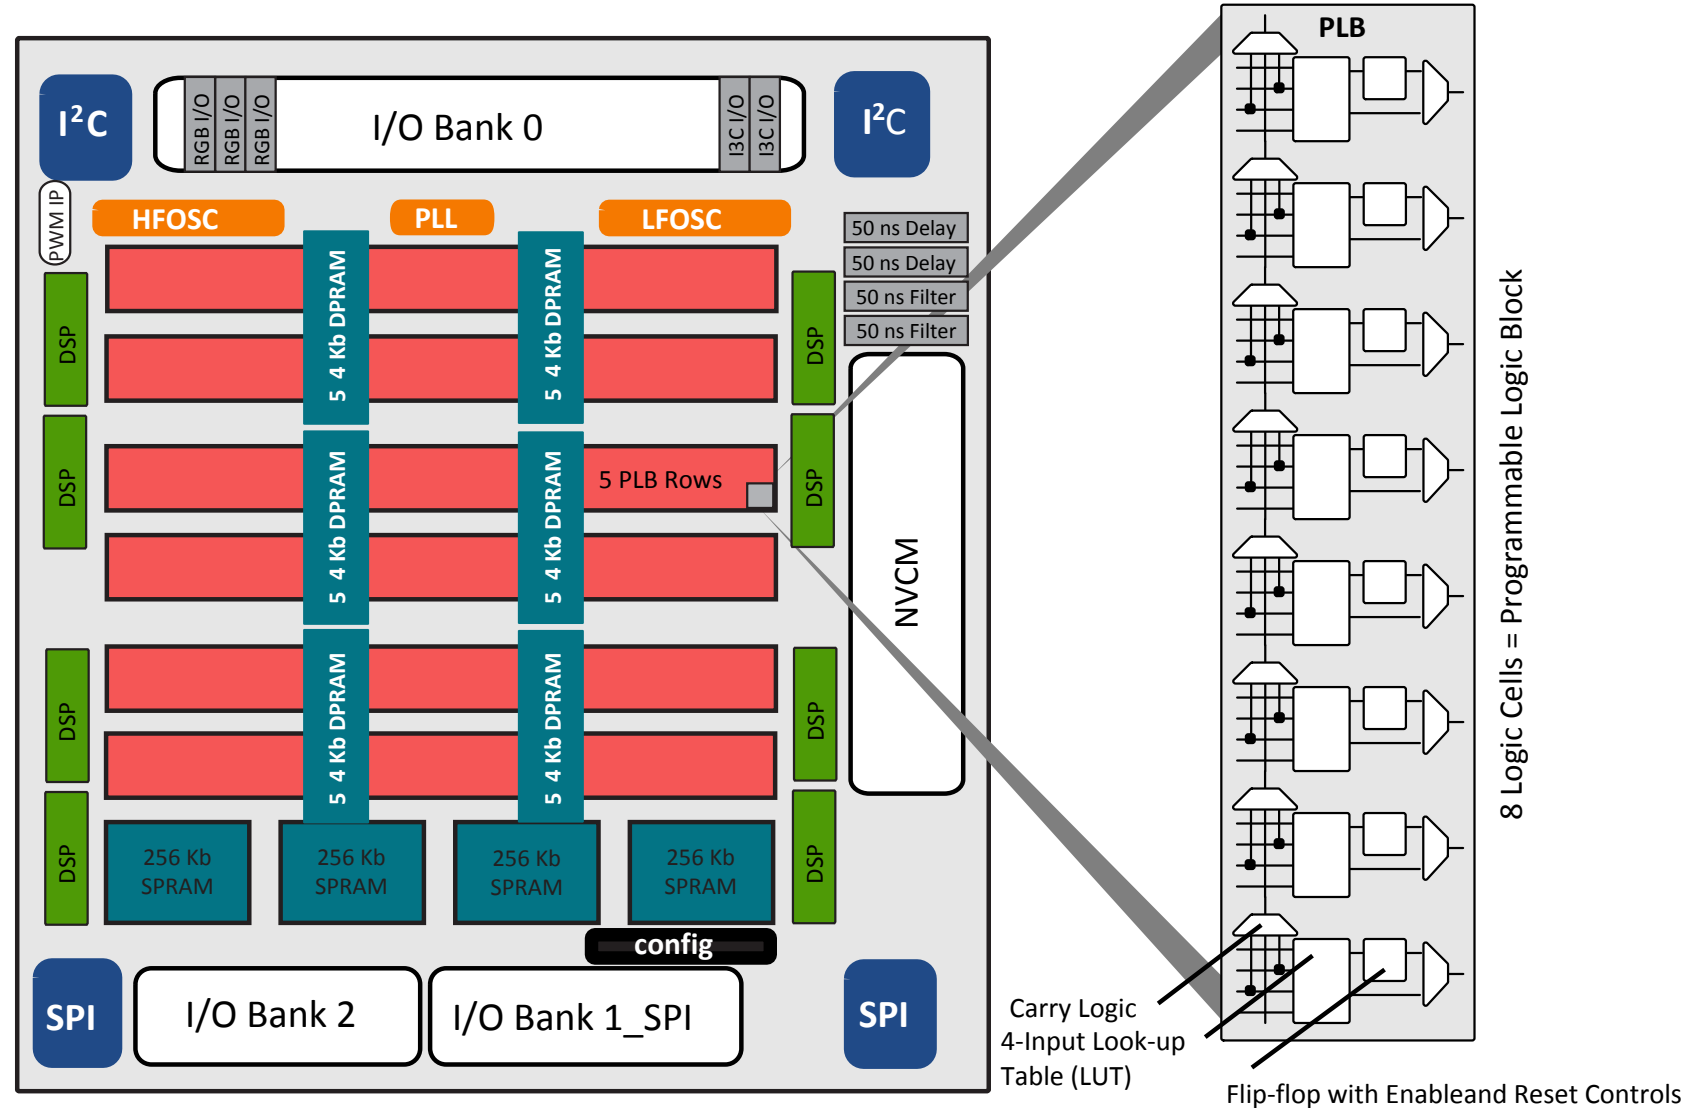 I²C
RGB I/O
RGB I/O
RGB I/O
I/O Bank 0
I3C I/O
I3C I/O
I²C
PWM IP
HFOSC
PLL
LFOSC
50 ns Delay
50 ns Delay
50 ns Filter
50 ns Filter
DSP
DSP
DSP
DSP
5 4 Kb DPRAM
5 4 Kb DPRAM
5 4 Kb DPRAM
5 4 Kb DPRAM
5 4 Kb DPRAM
5 4 Kb DPRAM
5 PLB Rows
DSP
DSP
DSP
DSP
NVCM
256 Kb
SPRAM
256 Kb
SPRAM
256 Kb
SPRAM
256 Kb
SPRAM
config
SPI
I/O Bank 2
I/O Bank 1_SPI
SPI
PLB
8 Logic Cells = Programmable Logic Block
Carry Logic
4-Input Look-up
Table (LUT)
Flip-flop with Enableand Reset Controls